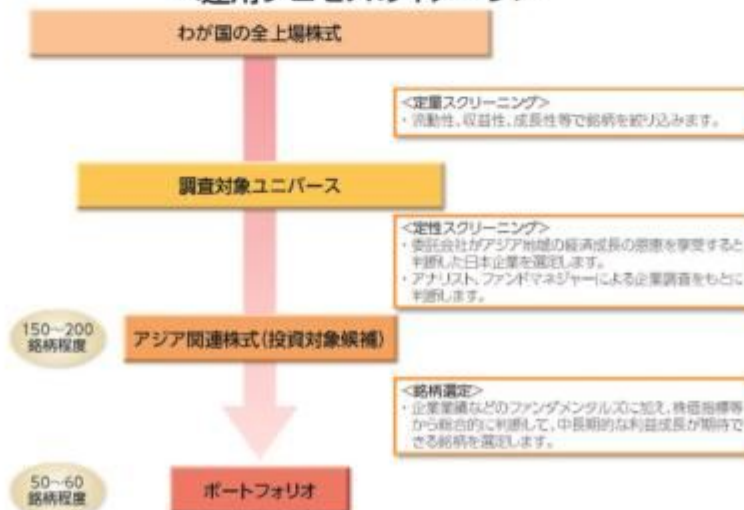 わが国の全上場株式
<定量スクリーニング>
・流動性、収益性、成長性等で銘柄を絞り込みます。
調査対象ユニバース
<定性スクリーニング>
・委託会社がアジア地域の経済成長の恩恵を享受すると
判断した日本企業を選定します。
・アナリスト、ファンドマネジャーによる企業調査をもとに
判断します。
150~200
銘柄程度
アジア関連株式(投資対象候補)
<銘柄選定>
・企業業績などのファンダメンタルズに加え、株価指標等
から総合的に判断して、中長期的な利益成長が期待で
きる銘柄を選定します。
50~60
銘柄程度
ポートフォリオ